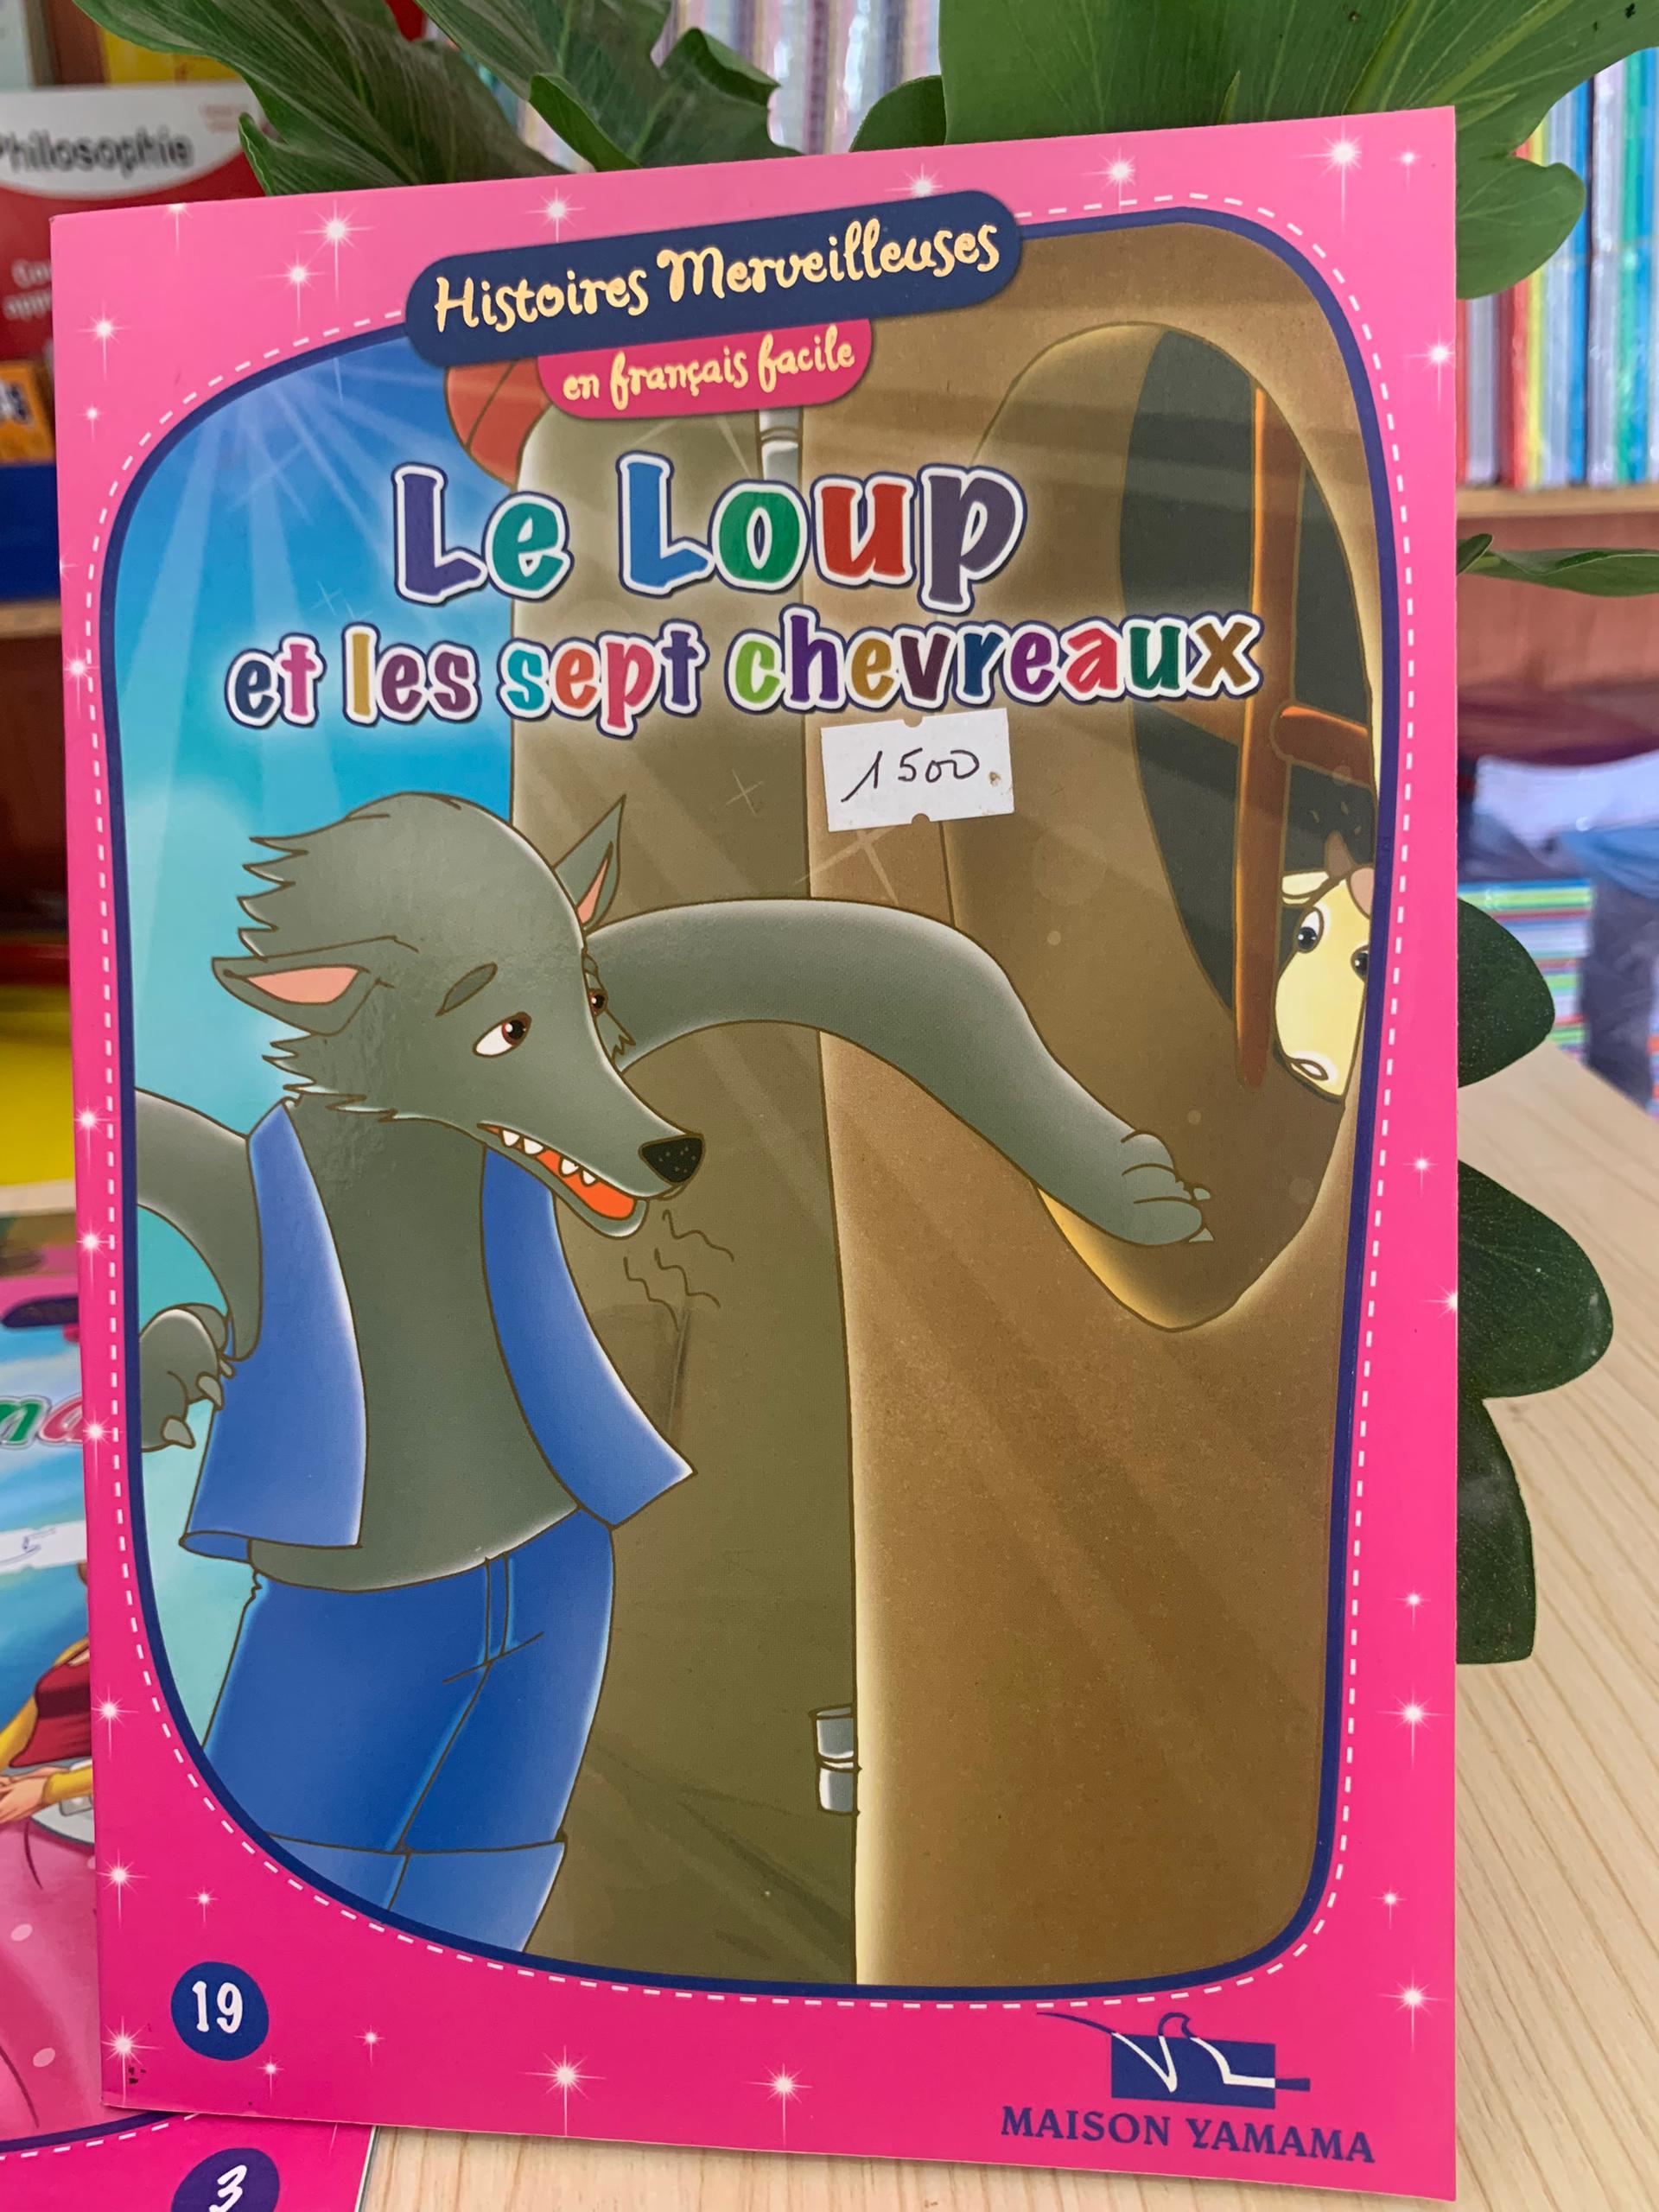 Philosophie
Histoires Merveilleuses
en français facile
Le Loup
et les sept chevreaux
1500
19
MAISON YAMAMA
3